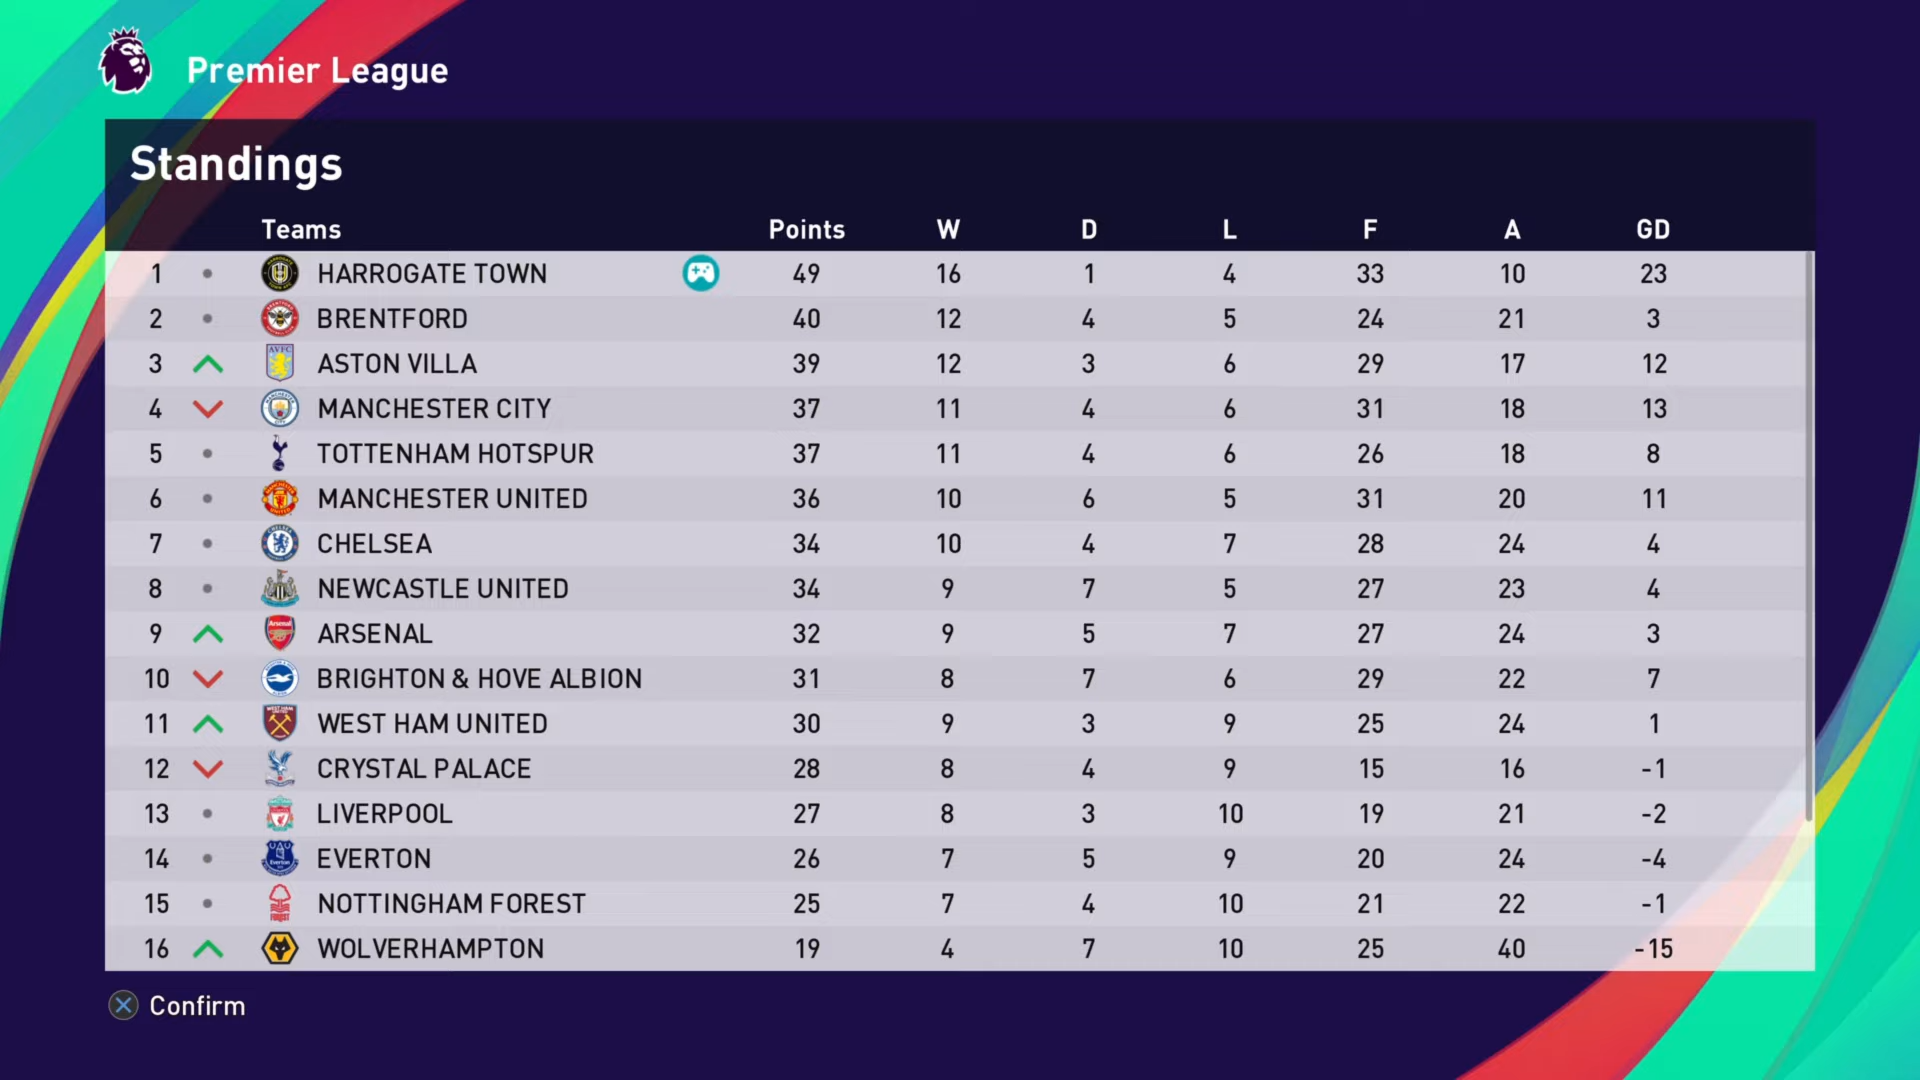 Premier League
Standings
Teams Points W D L F A GD
1 HARROGATE TOWN 49 16 1 4 33 10 23
2 BRENTFORD 40 12 4 5 24 21 3
3 ASTON VILLA 39 12 3 6 29 17 12
4 MANCHESTER CITY 37 11 4 6 31 18 13
5 TOTTENHAM HOTSPUR 37 11 4 6 26 18 8
6 MANCHESTER UNITED 36 10 6 5 31 20 11
7 CHELSEA 34 10 4 7 28 24 4
8 NEWCASTLE UNITED 34 9 7 5 27 23 4
9 ARSENAL 32 9 5 7 27 24 3
10 BRIGHTON & HOVE ALBION 31 8 7 6 29 22 7
11 WEST HAM UNITED 30 9 3 9 25 24 1
12 CRYSTAL PALACE 28 8 4 9 15 16 -1
13 LIVERPOOL 27 8 3 10 19 21 -2
14 EVERTON 26 7 5 9 20 24 -4
15 NOTTINGHAM FOREST 25 7 4 10 21 22 -1
16 WOLVERHAMPTON 19 4 7 10 25 40 -15
Confirm